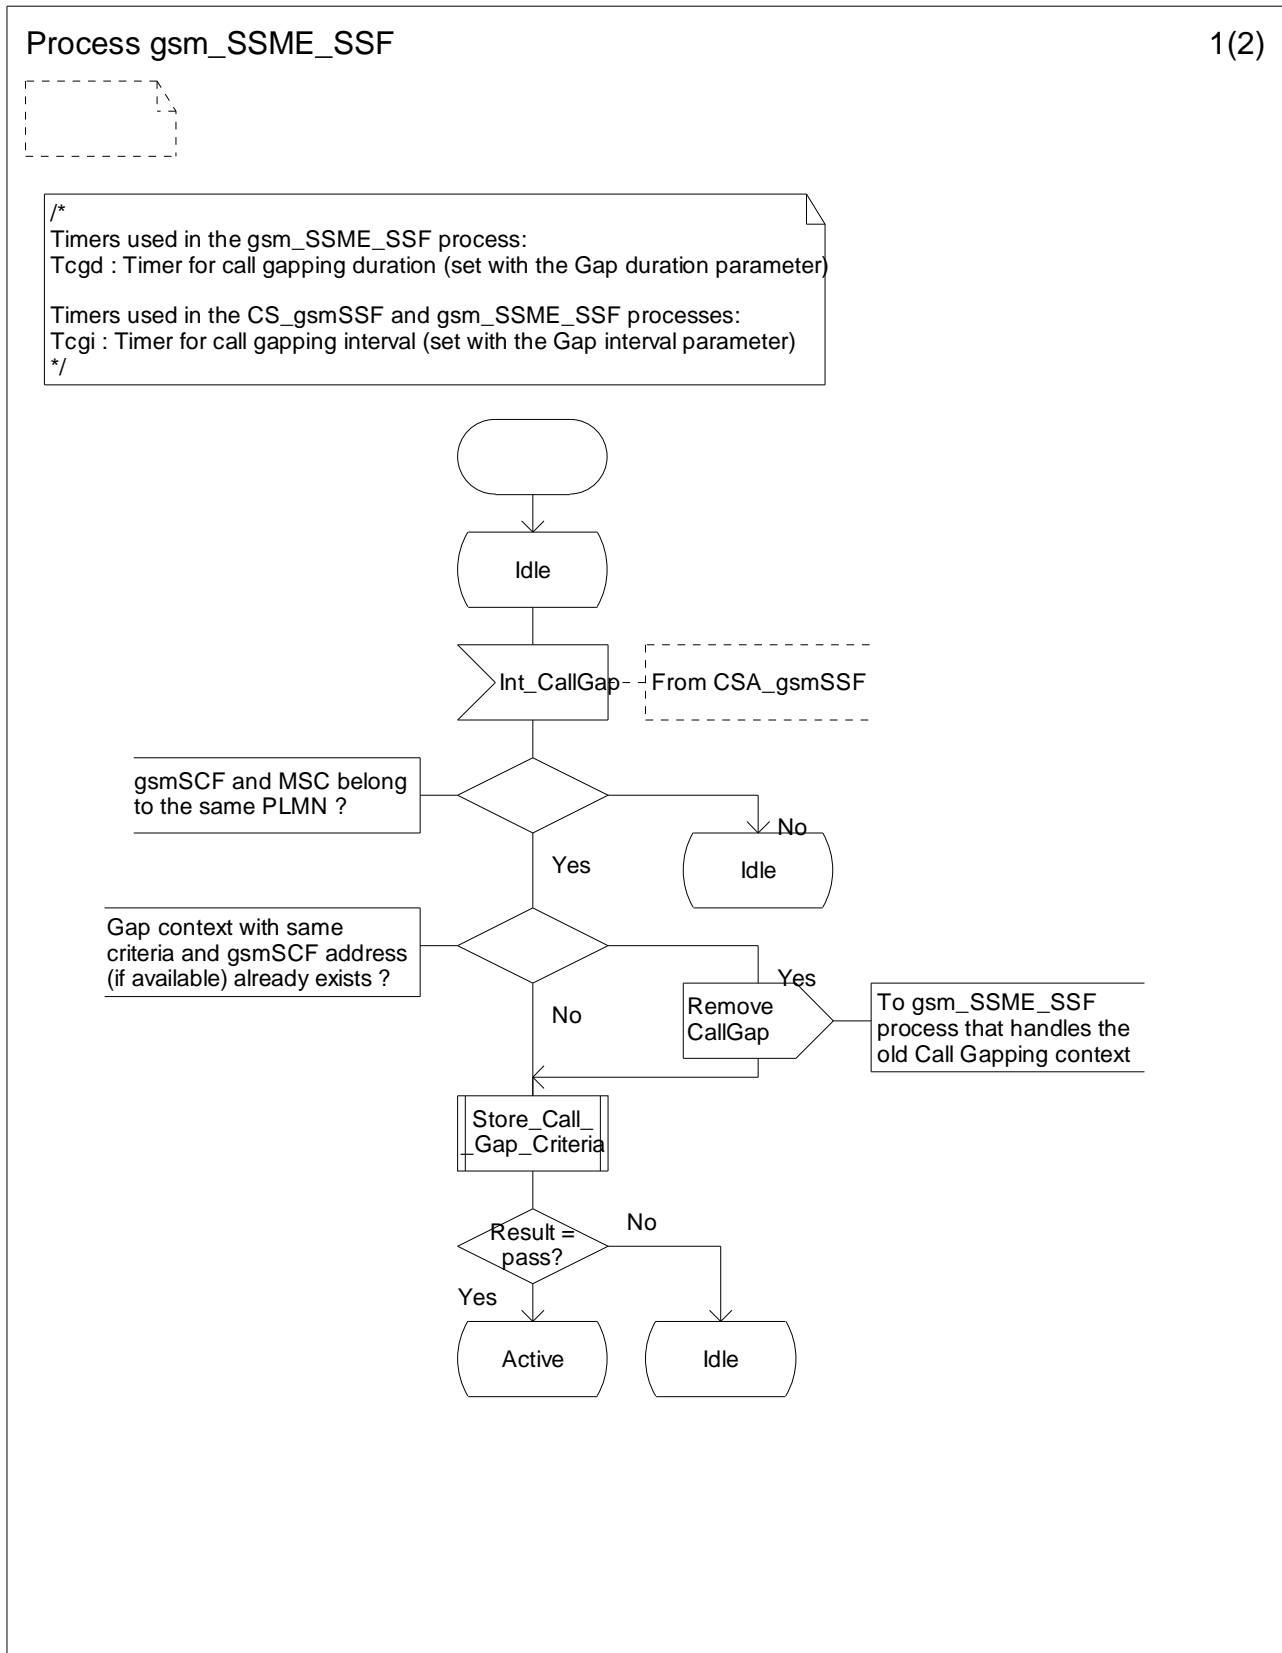 Process gsm_SSME_SSF
1(2)
/*
Timers used in the gsm_SSME_SSF process:
Tcgd : Timer for call gapping duration (set with the Gap duration parameter)
Timers used in the CS_gsmSSF and gsm_SSME_SSF processes:
Tcgi : Timer for call gapping interval (set with the Gap interval parameter)
*/
Idle
Int_CallGap
From CSA_gsmSSF
gsmSCF and MSC belong
to the same PLMN ?
No
Idle
Yes
Gap context with same
criteria and gsmSCF address
(if available) already exists ?
Yes
No
Remove
CallGap
To gsm_SSME_SSF
process that handles the
old Call Gapping context
Store_Call_
_Gap_Criteria
Result =
pass?
No
Yes
Active
Idle